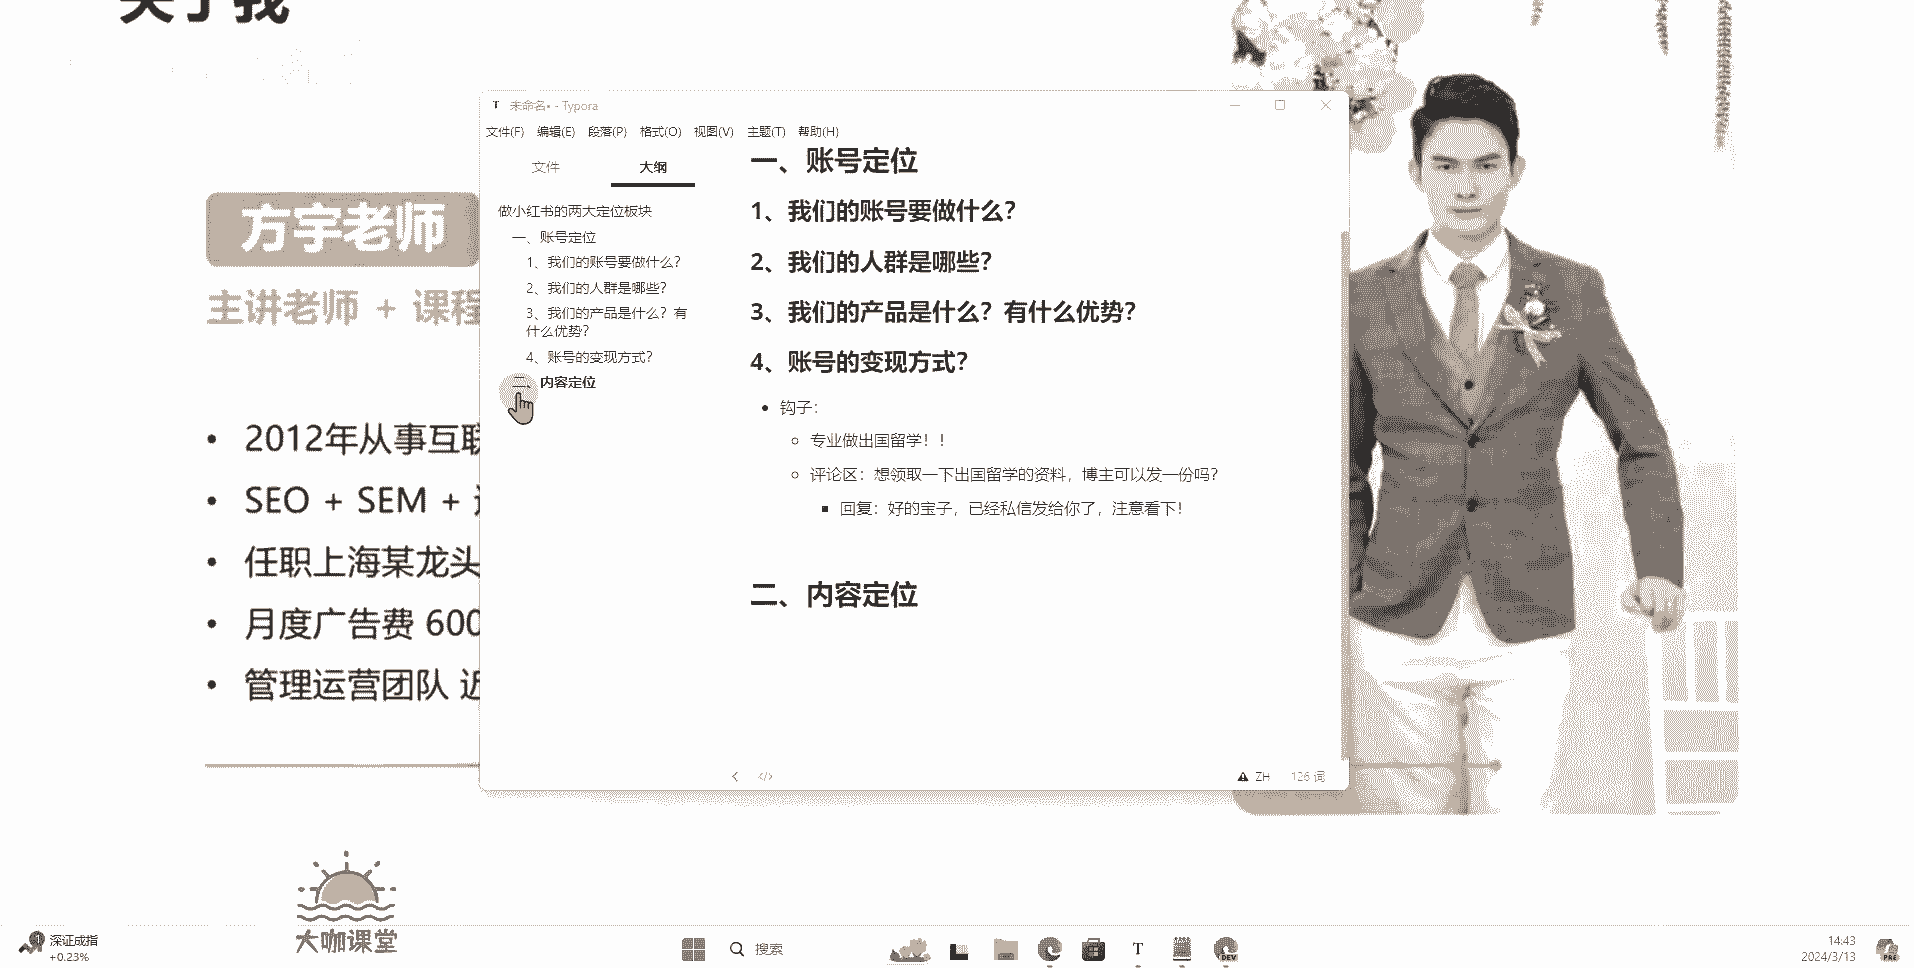 关于我
方宇老师
主讲老师 + 课程
2012年从事互联
SEO + SEM +
任职上海某龙头
月度广告费 600
管理运营团队 近
T 未命名• - Typora
文件(F) 编辑(E) 段落(P) 格式(O) 视图(V) 主题(T) 帮助(H)
文件 大纲
做小红书的两大定位板块
一、账号定位
1、我们的账号要做什么?
2、我们的人群是哪些?
3、我们的产品是什么?有
什么优势?
4、账号的变现方式?
二、内容定位
一、账号定位
1、我们的账号要做什么?
2、我们的人群是哪些?
3、我们的产品是什么?有什么优势?
4、账号的变现方式?
钩子:
专业做出国留学!!
评论区:想领取一下出国留学的资料,博主可以发一份吗?
回复:好的宝子,已经私信发给你了,注意看下!
二、内容定位
</> ZH 126 词
大咖课堂
1 深证成指
+0.23%
搜索
T
DEV
14:43
2024/3/13
PRE